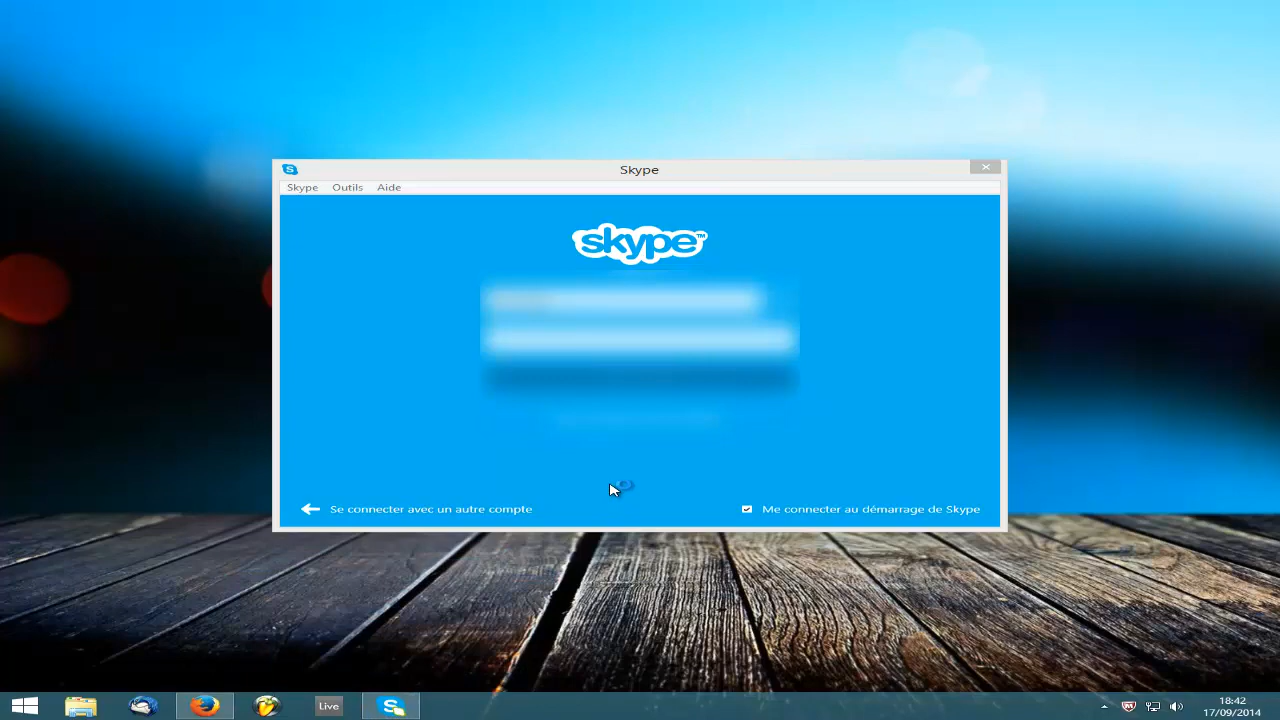 Skype
Skype Outils Aide
skype™
Se connecter avec un autre compte
Me connecter au démarrage de Skype
Live
18:42
17/09/2014